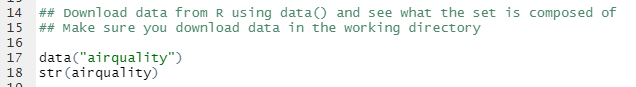 14 ## Download data from R using data() and see what the set is composed of
15 ## Make sure you download data in the working directory
16
17 data("airquality")
18 str(airquality)